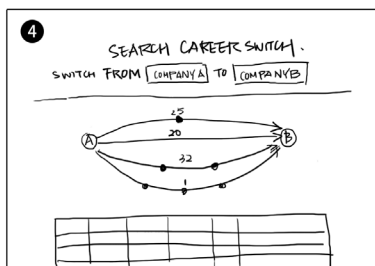 4
SEARCH CAREER SWITCH.
SWITCH FROM COMPANY A TO COMPANY B
25
20
A B
32
1